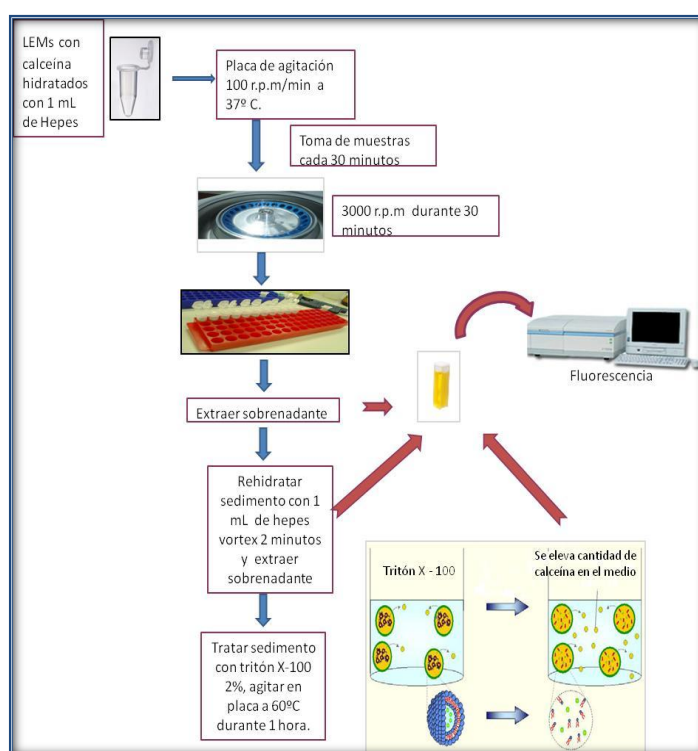 LEMs con
calceína
hidratados
con 1 mL
de Hepes
Placa de agitación
100 r.p.m/min a
37º C.
Toma de muestras
cada 30 minutos
3000 r.p.m durante 30
minutos
Fluorescencia
Extraer sobrenadante
Rehidratar
sedimento con 1
mL de hepes
vortex 2 minutos
y extraer
sobrenadante
Tritón X - 100
Se eleva cantidad de
calceína en el medio
Tratar sedimento
con tritón X-100
2%, agitar en
placa a 60ºC
durante 1 hora.